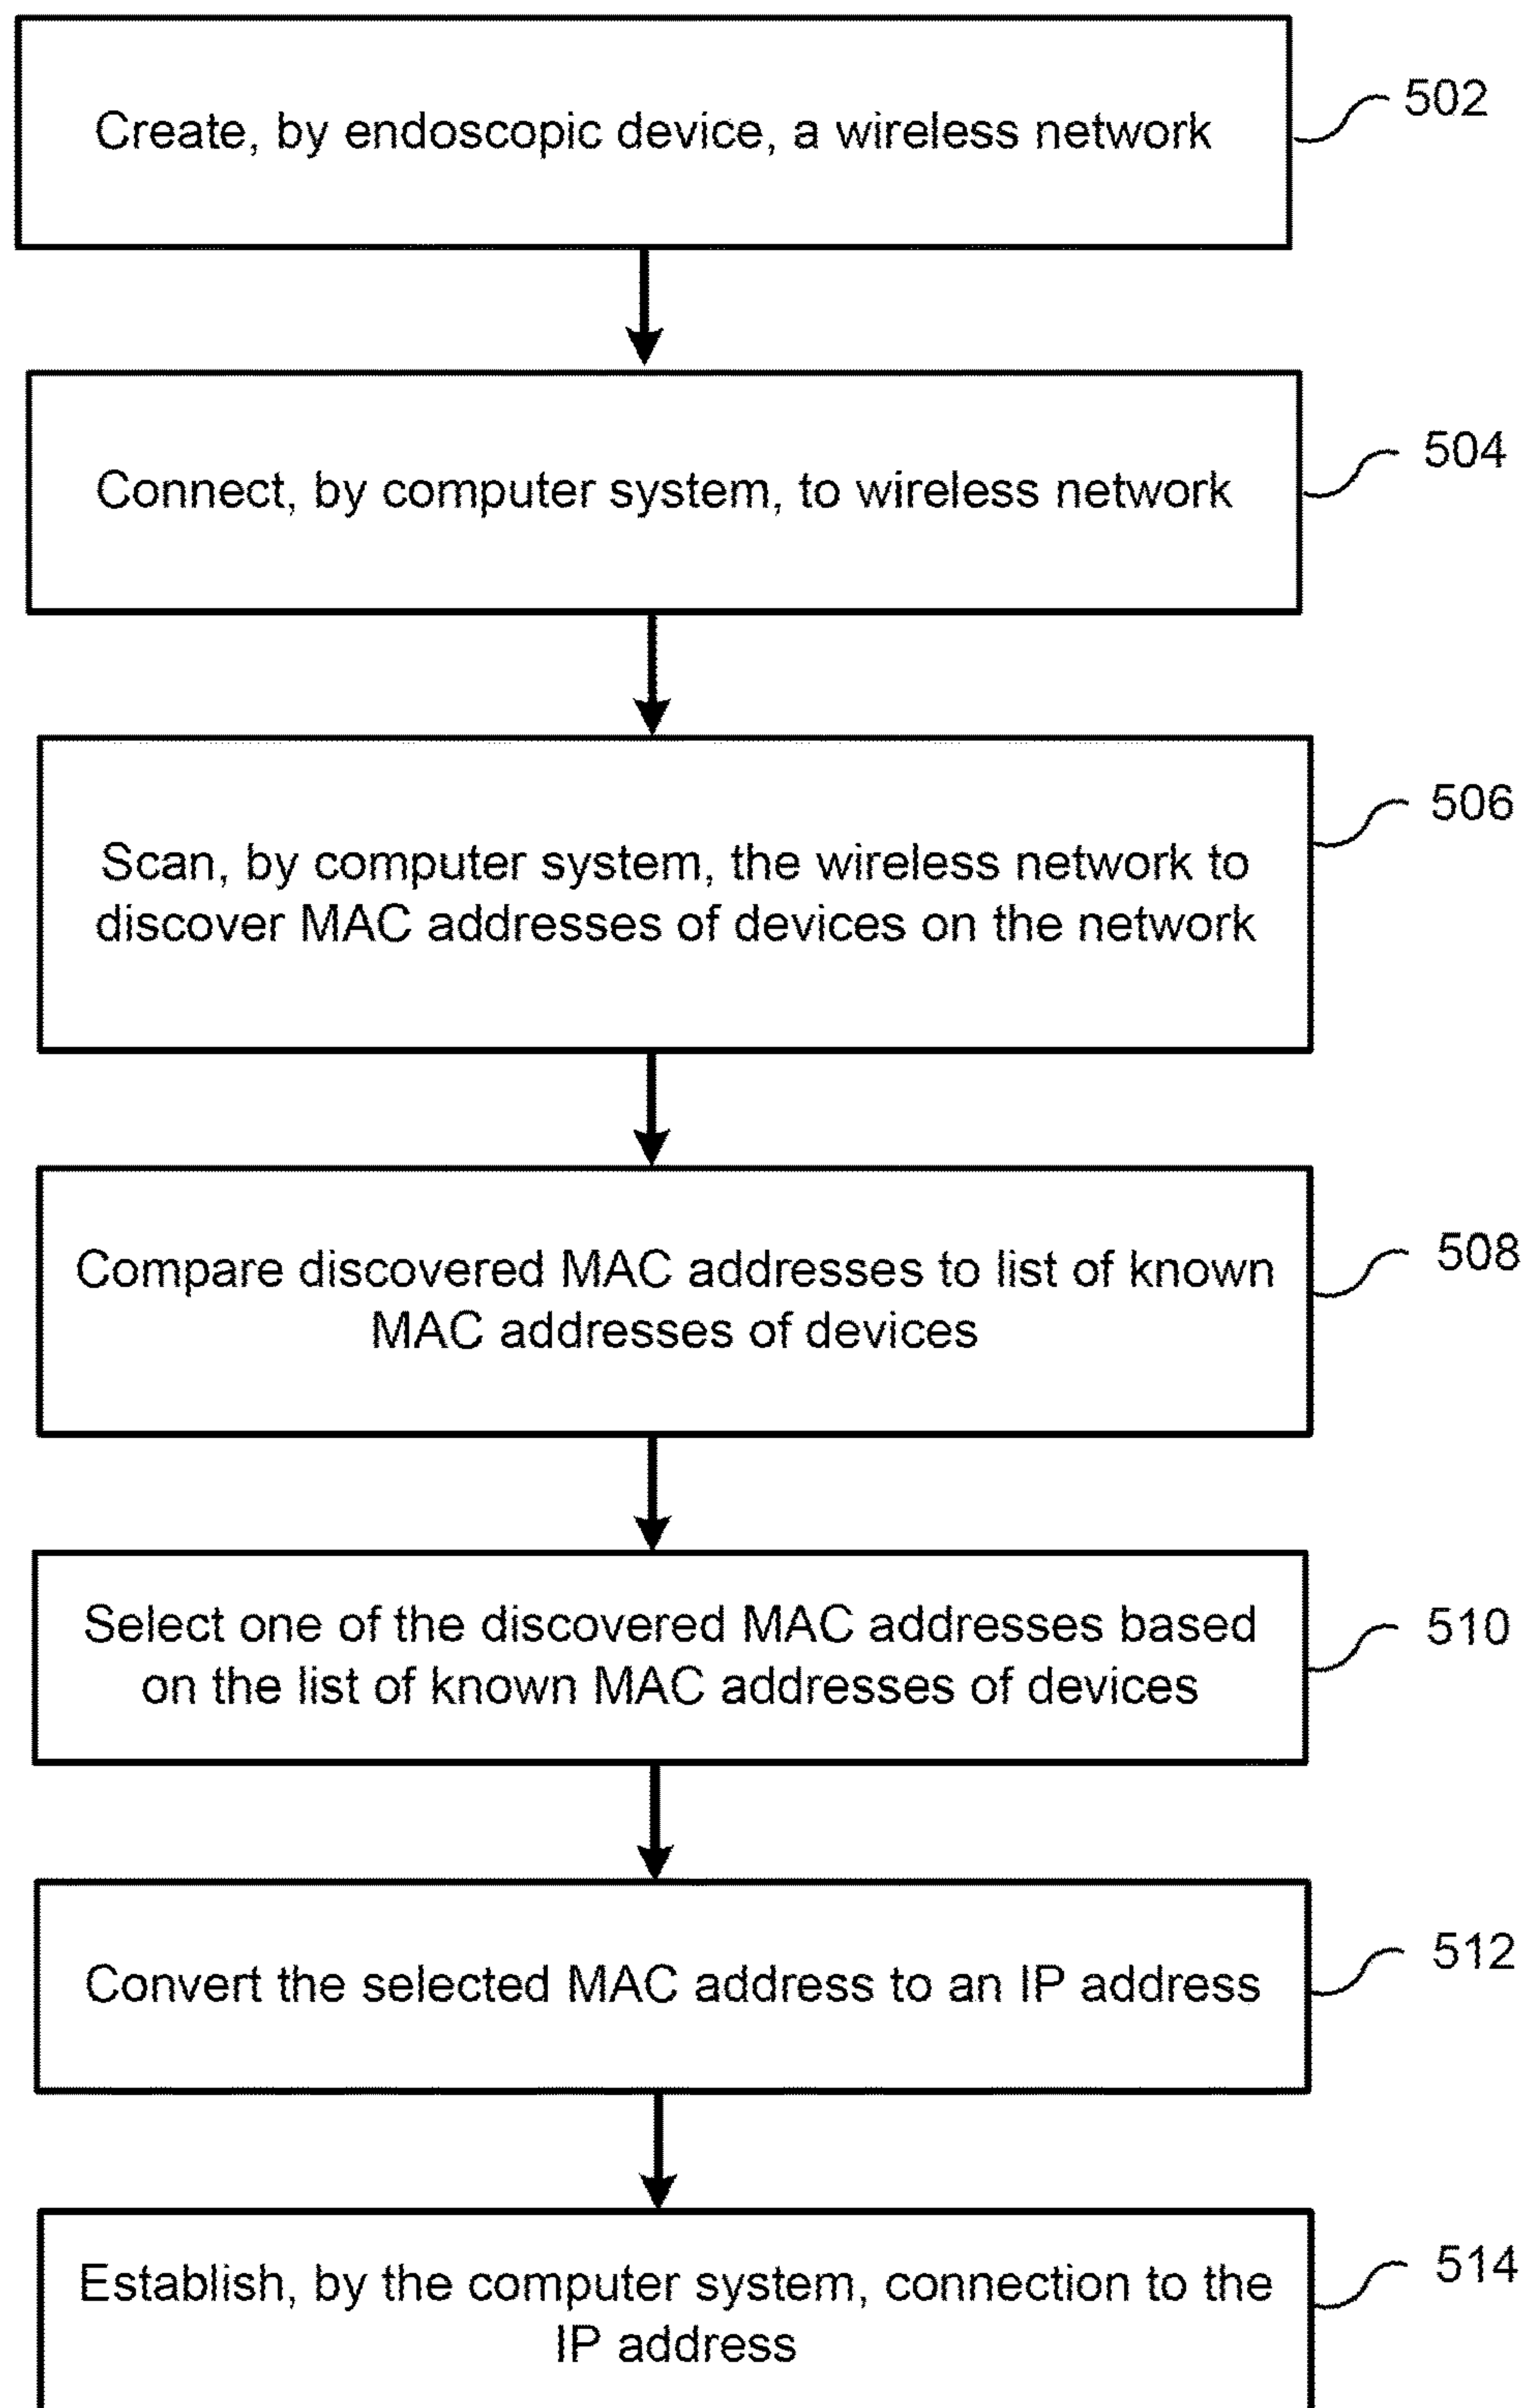 Create, by endoscopic device, a wireless network
502
Connect, by computer system, to wireless network
504
Scan, by computer system, the wireless network to
discover MAC addresses of devices on the network
506
Compare discovered MAC addresses to list of known
MAC addresses of devices
508
Select one of the discovered MAC addresses based
on the list of known MAC addresses of devices
510
Convert the selected MAC address to an IP address
512
Establish, by the computer system, connection to the
IP address
514